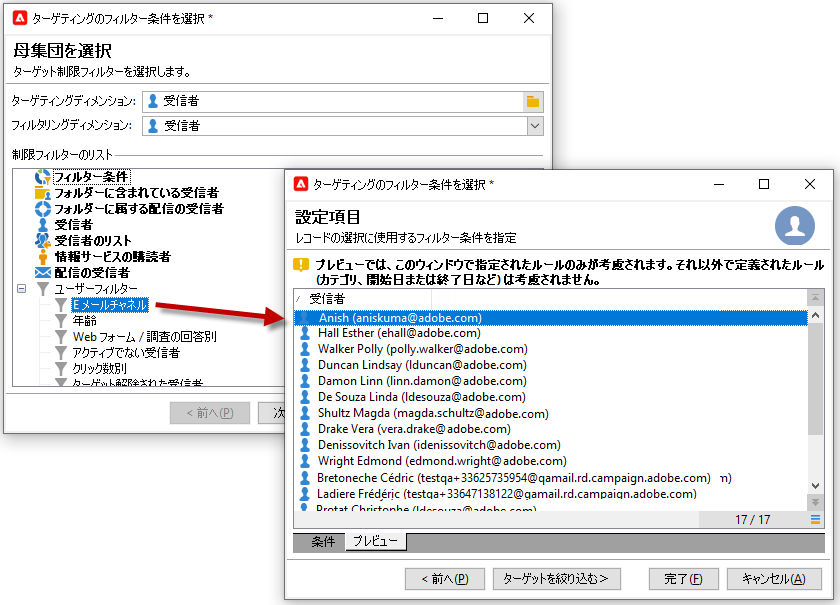 ターゲティングのフィルター条件を選択 *
母集団を選択
ターゲット制限フィルターを選択します。
ターゲティングディメンション: 受信者
フィルタリングディメンション: 受信者
制限フィルターのリスト
フィルター条件
フォルダーに含まれている受信者
フォルダーに属する配信の受信者
受信者
受信者のリスト
情報サービスの購読者
配信の受信者
ユーザーフィルター
Eメールチャネル
年齢
Web フォーム / 調査の回答別
アクティブでない受信者
クリック数別
ターゲット解除された受信者
< 前へ(P) 次
ターゲティングのフィルター条件を選択 *
設定項目
レコードの選択に使用するフィルター条件を指定
プレビューでは、このウィンドウで指定されたルールのみが考慮されます。それ以外で定義されたルール
(カテゴリ、開始日または終了日など)は考慮されません。
受信者
Anish (aniskuma@adobe.com)
Hall Esther (ehall@adobe.com)
Walker Polly (polly.walker@adobe.com)
Duncan Lindsay (lduncan@adobe.com)
Damon Linn (linn.damon@adobe.com)
De Souza Linda (ldesouza@adobe.com)
Shultz Magda (magda.schultz@adobe.com)
Drake Vera (vera.drake@adobe.com)
Denissovitch Ivan (idenissovitch@adobe.com)
Wright Edmond (edmond.wright@adobe.com)
Bretoneche Cédric (testqa+33625735954@qamail.rd.campaign.adobe.com) m)
Ladiere Frédéric (testqa+33647138122@qamail.rd.campaign.adobe.com)
Protat Christophe (ldesouza@adobe.com)
17 / 17
条件 プレビュー
< 前へ(P) ターゲットを絞り込む> 完了(F) キャンセル(A)